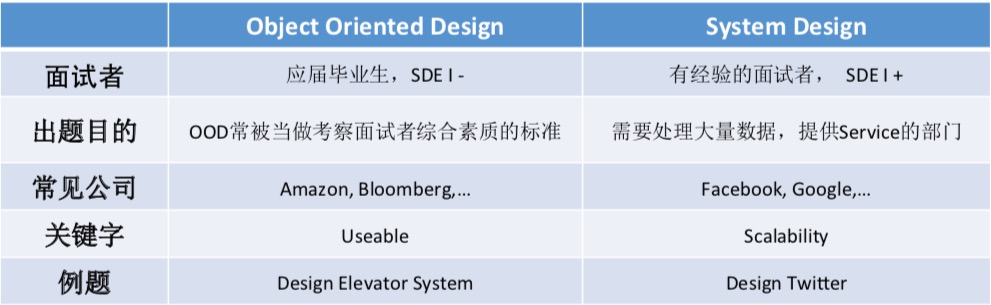 Object Oriented Design System Design
面试者 应届毕业生，SDE I - 有经验的面试者， SDE I +
出题目的 OOD常被当做考察面试者综合素质的标准 需要处理大量数据，提供Service的部门
常见公司 Amazon, Bloomberg,... Facebook, Google,...
关键字 Useable Scalability
例题 Design Elevator System Design Twitter